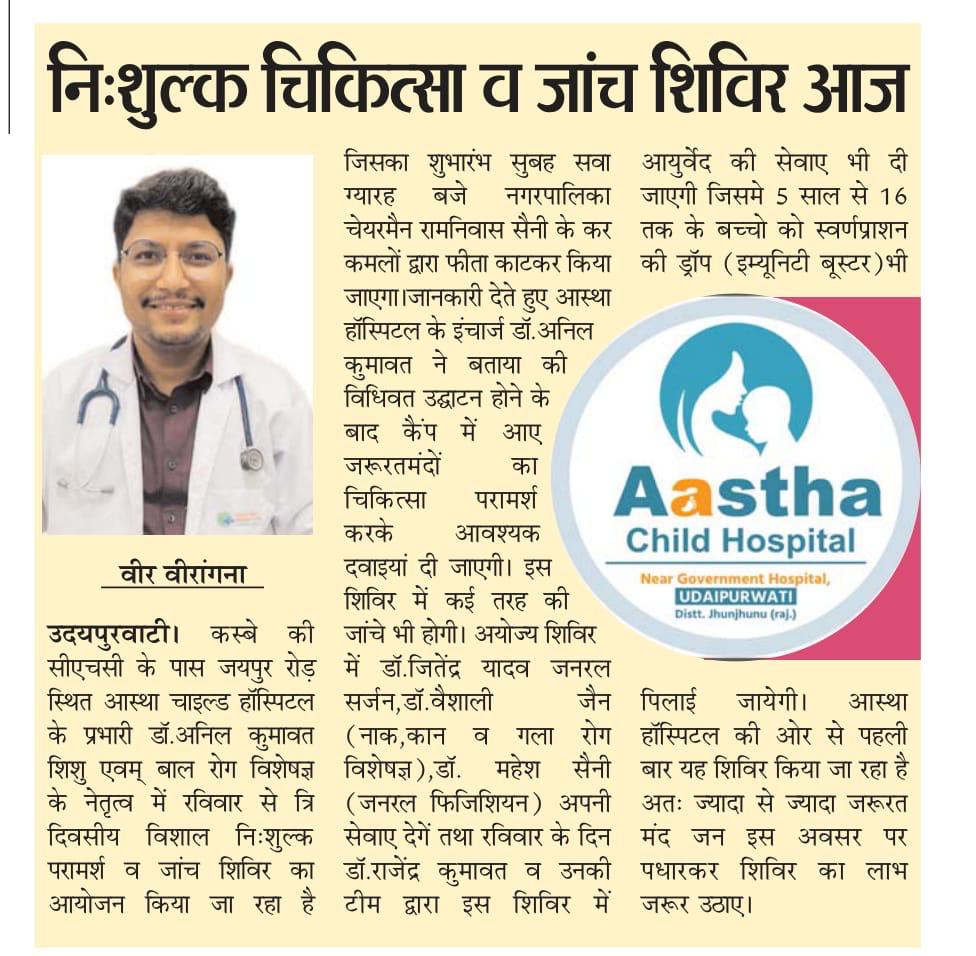 निःशुल्क चिकित्सा व जांच शिविर आज
वीर वीरांगना
उदयपुरवाटी। कस्बे की
सीएचसी के पास जयपुर रोड़
स्थित आस्था चाइल्ड हॉस्पिटल
के प्रभारी डॉ.अनिल कुमावत
शिशु एवम् बाल रोग विशेषज्ञ
के नेतृत्व में रविवार से त्रि
दिवसीय विशाल निःशुल्क
परामर्श व जांच शिविर का
आयोजन किया जा रहा है
जिसका शुभारंभ सुबह सवा
ग्यारह बजे नगरपालिका
चेयरमैन रामनिवास सैनी के कर
कमलों द्वारा फीता काटकर किया
जाएगा।जानकारी देते हुए आस्था
हॉस्पिटल के इंचार्ज डॉ.अनिल
कुमावत ने बताया की
विधिवत उद्घाटन होने के
बाद कैंप में आए
जरूरतमंदों का
चिकित्सा परामर्श
करके आवश्यक
दवाइयां दी जाएगी। इस
शिविर में कई तरह की
जांचे भी होगी। अयोज्य शिविर
में डॉ.जितेंद्र यादव जनरल
सर्जन,डॉ.वैशाली जैन
(नाक,कान व गला रोग
विशेषज्ञ),डॉ. महेश सैनी
(जनरल फिजिशियन) अपनी
सेवाए देगें तथा रविवार के दिन
डॉ.राजेंद्र कुमावत व उनकी
टीम द्वारा इस शिविर में
आयुर्वेद की सेवाए भी दी
जाएगी जिसमे 5 साल से 16
तक के बच्चो को स्वर्णप्राशन
की ड्रॉप (इम्यूनिटी बूस्टर)भी
Aastha
Child Hospital
Near Government Hospital,
UDAIPURWATI
Distt. Jhunjhunu (raj.)
पिलाई जायेगी। आस्था
हॉस्पिटल की ओर से पहली
बार यह शिविर किया जा रहा है
अतः ज्यादा से ज्यादा जरूरत
मंद जन इस अवसर पर
पधारकर शिविर का लाभ
जरूर उठाए।